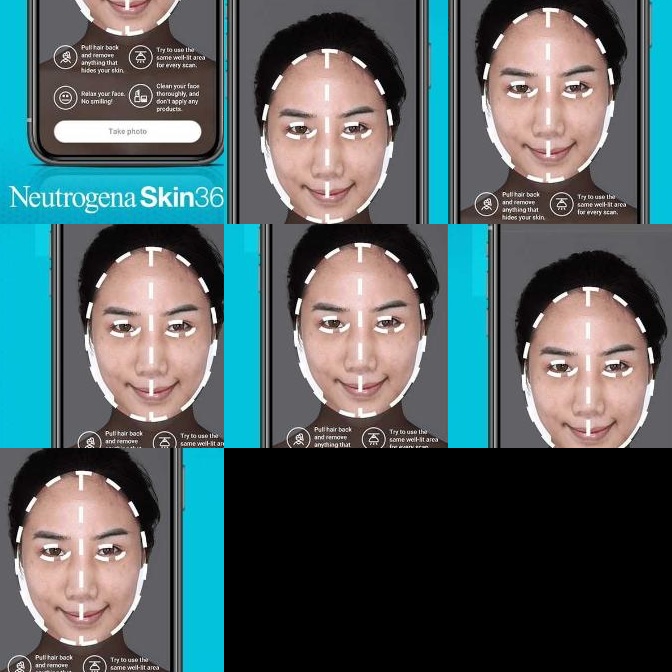 Pull hair back
and remove
anything that
hides your skin.
Try to use the
same well-lit area
for every scan.
Relax your face.
No smiling!
Clean your face
thoroughly, and
don't apply any
products.
Take photo
Neutrogena Skin36
Pull hair back
and remove
anything that
hides your skin.
Try to use the
same well-lit area
for every scan.
Pull hair back
and remove
anything that
Try to use the
same well-lit
Pull hair back
and remove
anything that
Try to use the
same well-lit area
Pull hair back
and remove
Try to use the
same well-lit area